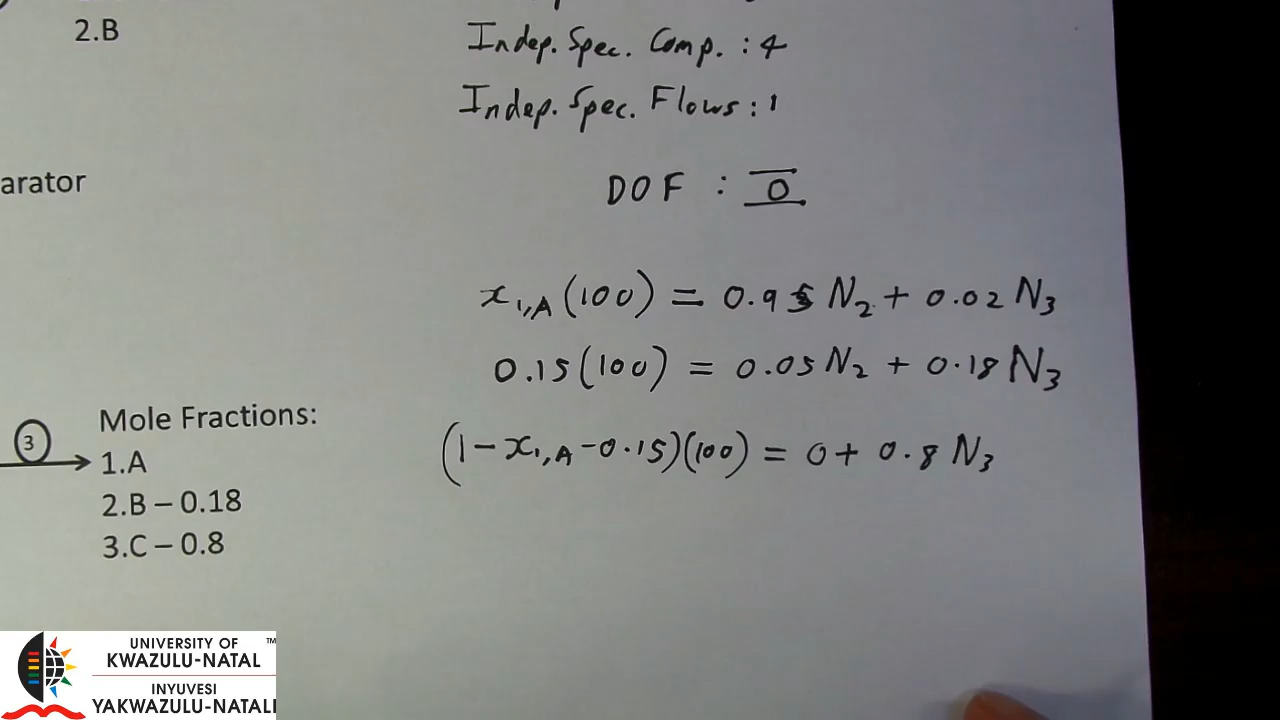 2.B
Indep. Spec. Comp. : 4
Indep. Spec. Flows : 1
arator
DOF : 0
x₁,A (100) = 0.95 N₂ + 0.02 N₃
0.15 (100) = 0.05 N₂ + 0.18 N₃
(1 - x₁,A - 0.15)(100) = 0 + 0.8 N₃
3
Mole Fractions:
1.A
2.B – 0.18
3.C – 0.8
UNIVERSITY OF ™
KWAZULU-NATAL
INYUVESI
YAKWAZULU-NATALI